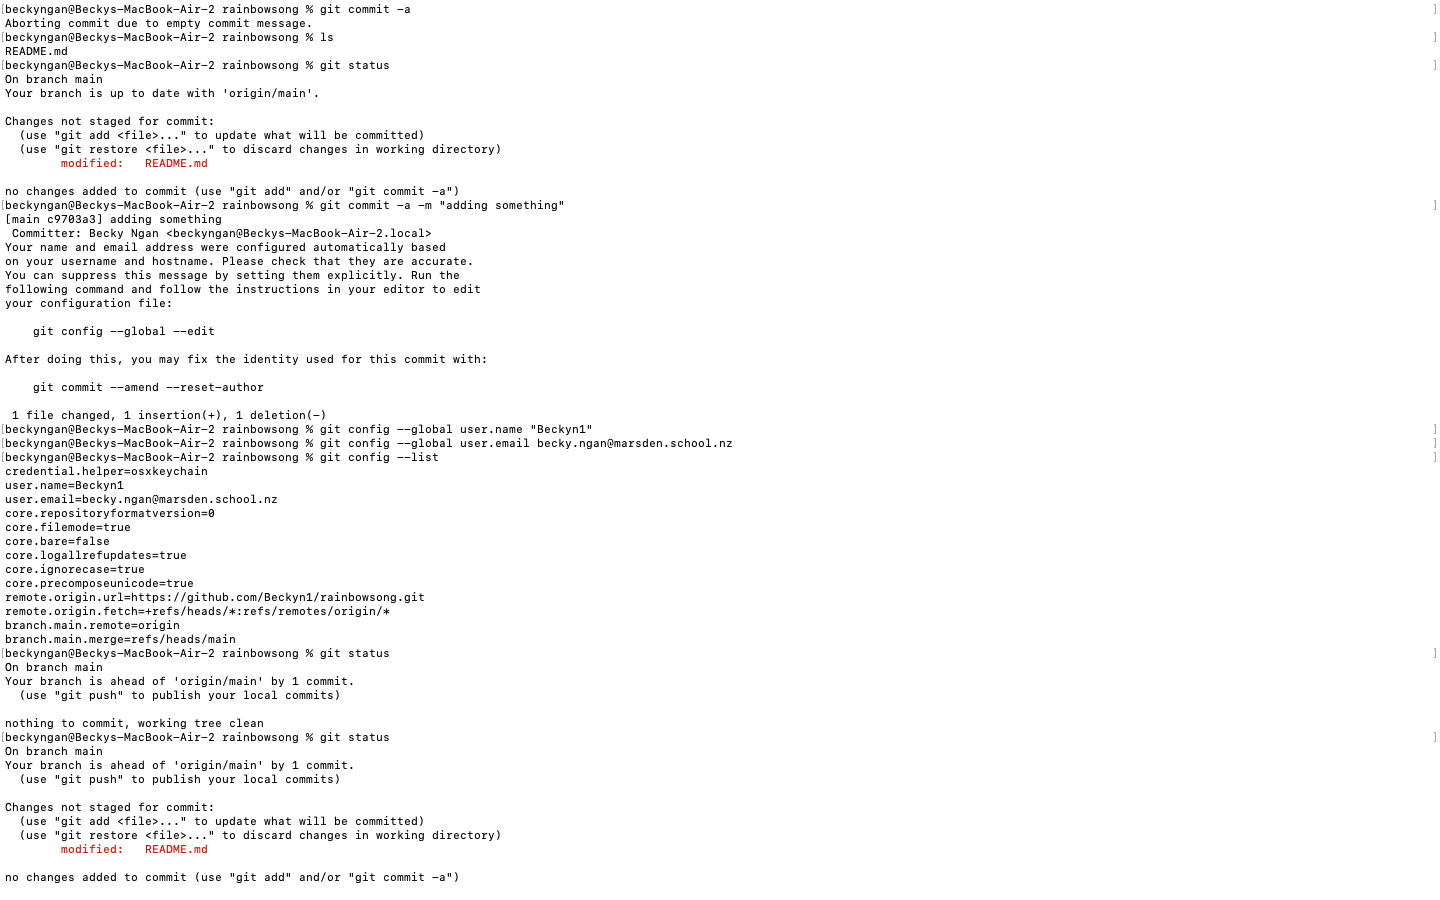 [beckyngan@Beckys-MacBook-Air-2 rainbowsong % git commit -a ]
Aborting commit due to empty commit message.
[beckyngan@Beckys-MacBook-Air-2 rainbowsong % ls ]
README.md
[beckyngan@Beckys-MacBook-Air-2 rainbowsong % git status ]
On branch main
Your branch is up to date with 'origin/main'.

Changes not staged for commit:
  (use "git add <file>..." to update what will be committed)
  (use "git restore <file>..." to discard changes in working directory)
        modified:   README.md

no changes added to commit (use "git add" and/or "git commit -a")
[beckyngan@Beckys-MacBook-Air-2 rainbowsong % git commit -a -m "adding something" ]
[main c9703a3] adding something
 Committer: Becky Ngan <beckyngan@Beckys-MacBook-Air-2.local>
Your name and email address were configured automatically based
on your username and hostname. Please check that they are accurate.
You can suppress this message by setting them explicitly. Run the
following command and follow the instructions in your editor to edit
your configuration file:

    git config --global --edit

After doing this, you may fix the identity used for this commit with:

    git commit --amend --reset-author

 1 file changed, 1 insertion(+), 1 deletion(-)
[beckyngan@Beckys-MacBook-Air-2 rainbowsong % git config --global user.name "Beckyn1" ]
[beckyngan@Beckys-MacBook-Air-2 rainbowsong % git config --global user.email becky.ngan@marsden.school.nz ]
[beckyngan@Beckys-MacBook-Air-2 rainbowsong % git config --list ]
credential.helper=osxkeychain
user.name=Beckyn1
user.email=becky.ngan@marsden.school.nz
core.repositoryformatversion=0
core.filemode=true
core.bare=false
core.logallrefupdates=true
core.ignorecase=true
core.precomposeunicode=true
remote.origin.url=https://github.com/Beckyn1/rainbowsong.git
remote.origin.fetch=+refs/heads/*:refs/remotes/origin/*
branch.main.remote=origin
branch.main.merge=refs/heads/main
[beckyngan@Beckys-MacBook-Air-2 rainbowsong % git status ]
On branch main
Your branch is ahead of 'origin/main' by 1 commit.
  (use "git push" to publish your local commits)

nothing to commit, working tree clean
[beckyngan@Beckys-MacBook-Air-2 rainbowsong % git status ]
On branch main
Your branch is ahead of 'origin/main' by 1 commit.
  (use "git push" to publish your local commits)

Changes not staged for commit:
  (use "git add <file>..." to update what will be committed)
  (use "git restore <file>..." to discard changes in working directory)
        modified:   README.md

no changes added to commit (use "git add" and/or "git commit -a")